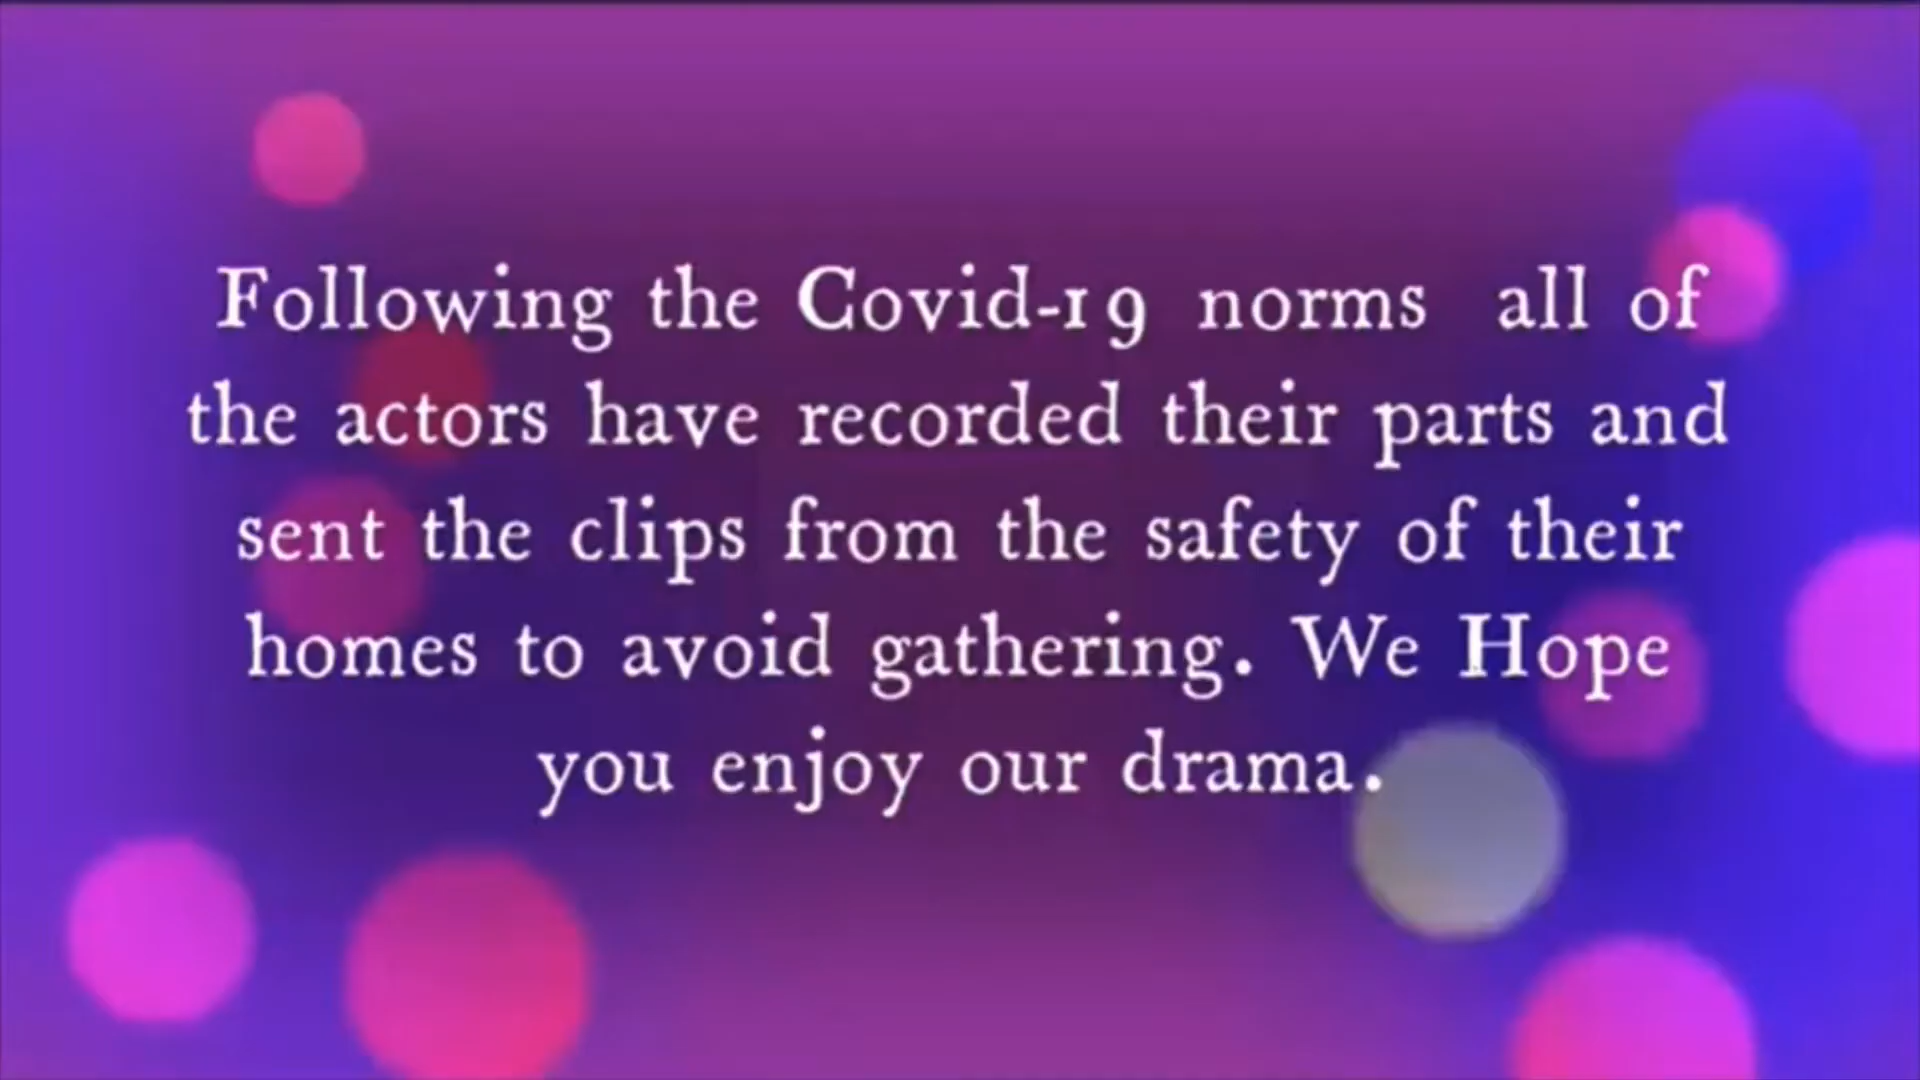 Following the Covid-19 norms all of
the actors have recorded their parts and
sent the clips from the safety of their
homes to avoid gathering. We Hope
you enjoy our drama.